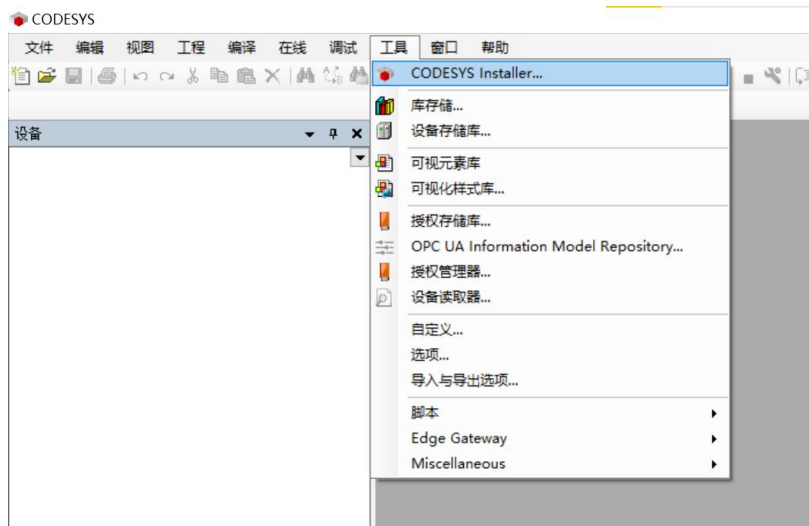 CODESYS
文件 编辑 视图 工程 编译 在线 调试 工具 窗口 帮助
CODESYS Installer...
库存储...
设备
设备存储库...
可视元素库
可视化样式库...
授权存储库...
OPC UA Information Model Repository...
授权管理器...
设备读取器...
自定义...
选项...
导入与导出选项...
脚本
Edge Gateway
Miscellaneous